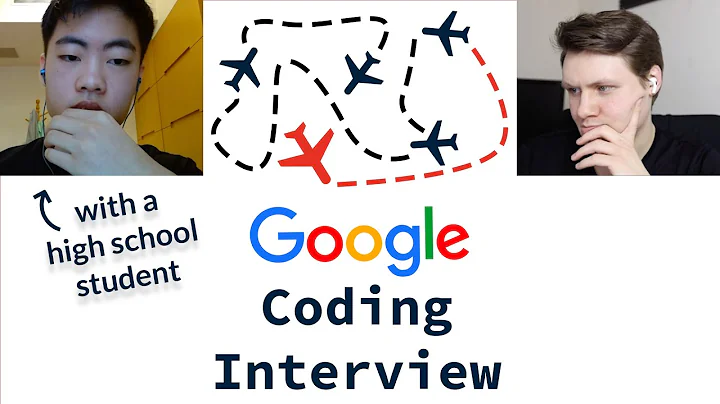 with a
high school
student
Google
Coding
Interview